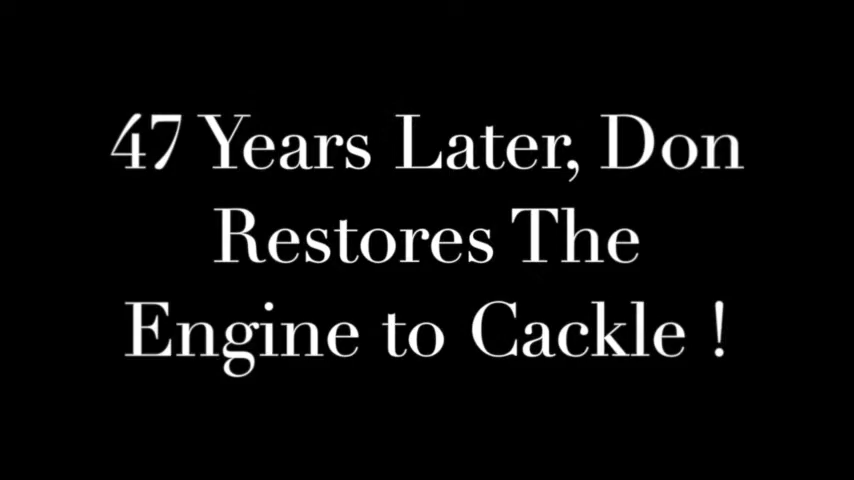 47 Years Later, Don
Restores The
Engine to Cackle !